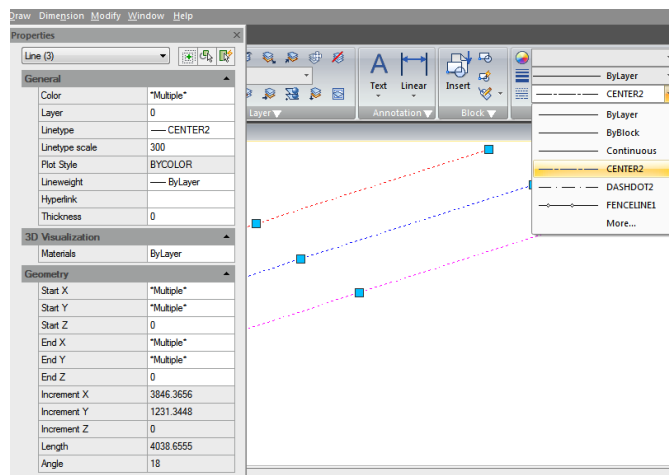 Draw Dimension Modify Window Help
Properties
Line (3)
General
Color *Multiple*
Layer 0
Linetype CENTER2
Linetype scale 300
Plot Style BYCOLOR
Lineweight ByLayer
Hyperlink
Thickness 0
3D Visualization
Materials ByLayer
Geometry
Start X *Multiple*
Start Y *Multiple*
Start Z 0
End X *Multiple*
End Y *Multiple*
End Z 0
Increment X 3846.3656
Increment Y 1231.3448
Increment Z 0
Length 4038.6555
Angle 18
Layer
Text Linear
Annotation
Insert
Block
ByLayer
CENTER2
ByLayer
ByBlock
Continuous
CENTER2
DASHDOT2
FENCELINE1
More...